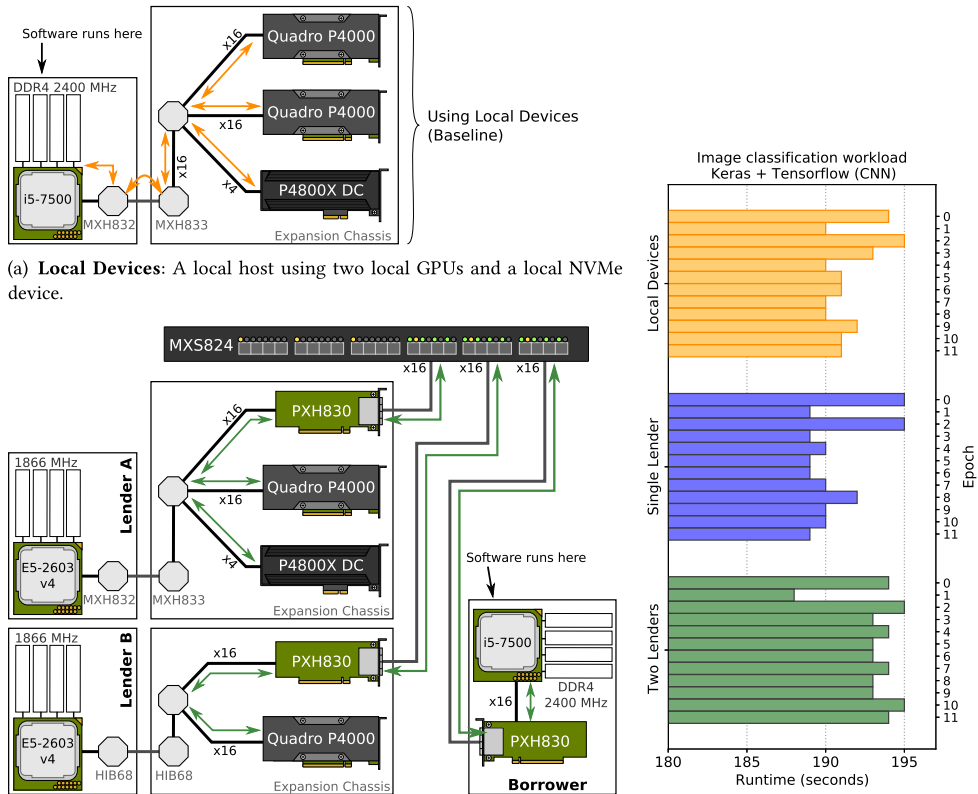 Software runs here
DDR4 2400 MHz
i5-7500
MXH832
MXH833
x16
x16
x16
x4
Quadro P4000
Quadro P4000
P4800X DC
Expansion Chassis
Using Local Devices
(Baseline)
(a) Local Devices: A local host using two local GPUs and a local NVMe
device.
MXS824
x16
x16
x16
1866 MHz
Lender A
E5-2603
v4
MXH832
MXH833
x16
x16
x4
PXH830
Quadro P4000
P4800X DC
Expansion Chassis
1866 MHz
Lender B
E5-2603
v4
HIB68
HIB68
x16
x16
PXH830
Quadro P4000
Expansion Chassis
Software runs here
i5-7500
DDR4
2400 MHz
x16
PXH830
Borrower
Image classification workload
Keras + Tensorflow (CNN)
Local Devices
0
1
2
3
4
5
6
7
8
9
10
11
Single Lender
0
1
2
3
4
5
6
7
8
9
10
11
Epoch
Two Lenders
0
1
2
3
4
5
6
7
8
9
10
11
180
185
190
195
Runtime (seconds)